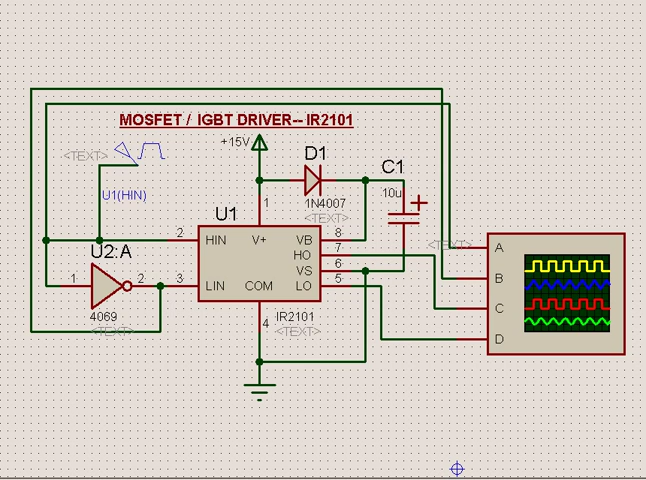 MOSFET / IGBT DRIVER-- IR2101
+15V
D1
C1
<TEXT>
10u
1N4007
<TEXT>
U1(HIN)
U1
1
U2:A
2
HIN
V+
VB
8
HO
7
<TEXT>
A
VS
6
1
2
3
LIN
COM
LO
5
B
4069
<TEXT>
4
IR2101
<TEXT>
C
D